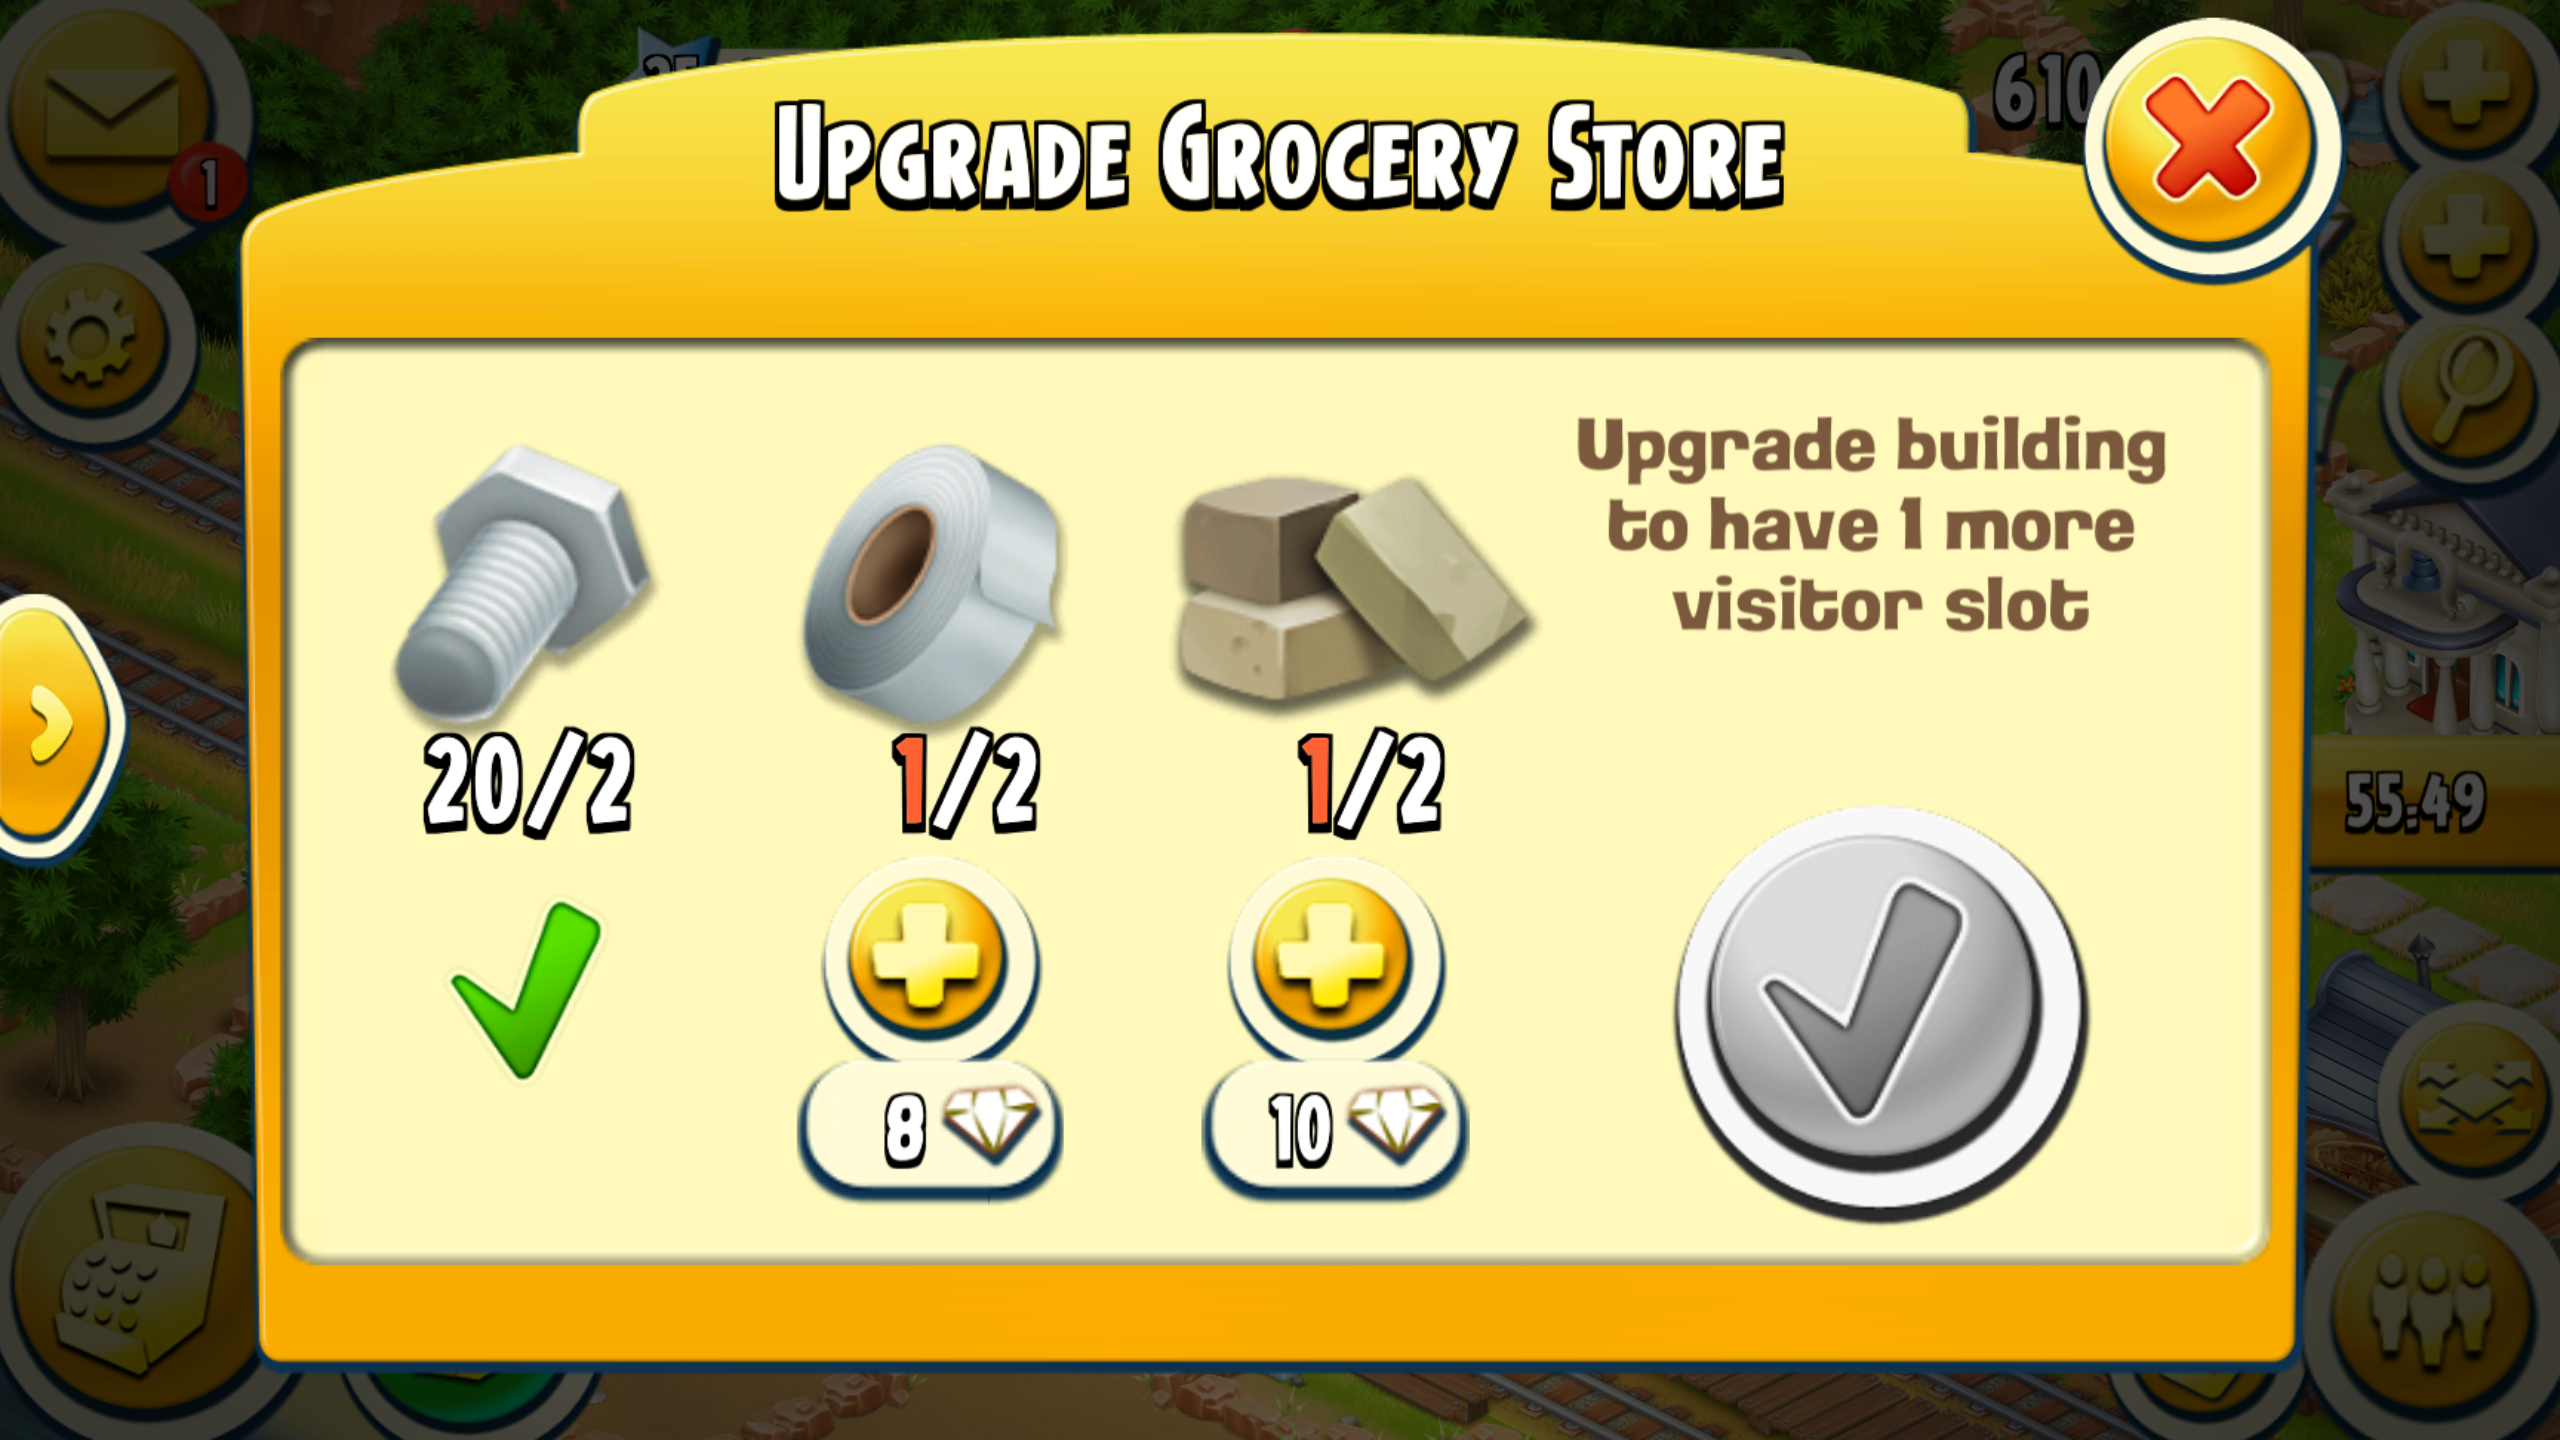 UPGRADE GROCERY STORE
1
610
Upgrade building
to have 1 more
visitor slot
20/2
1/2
1/2
55:49
8
10